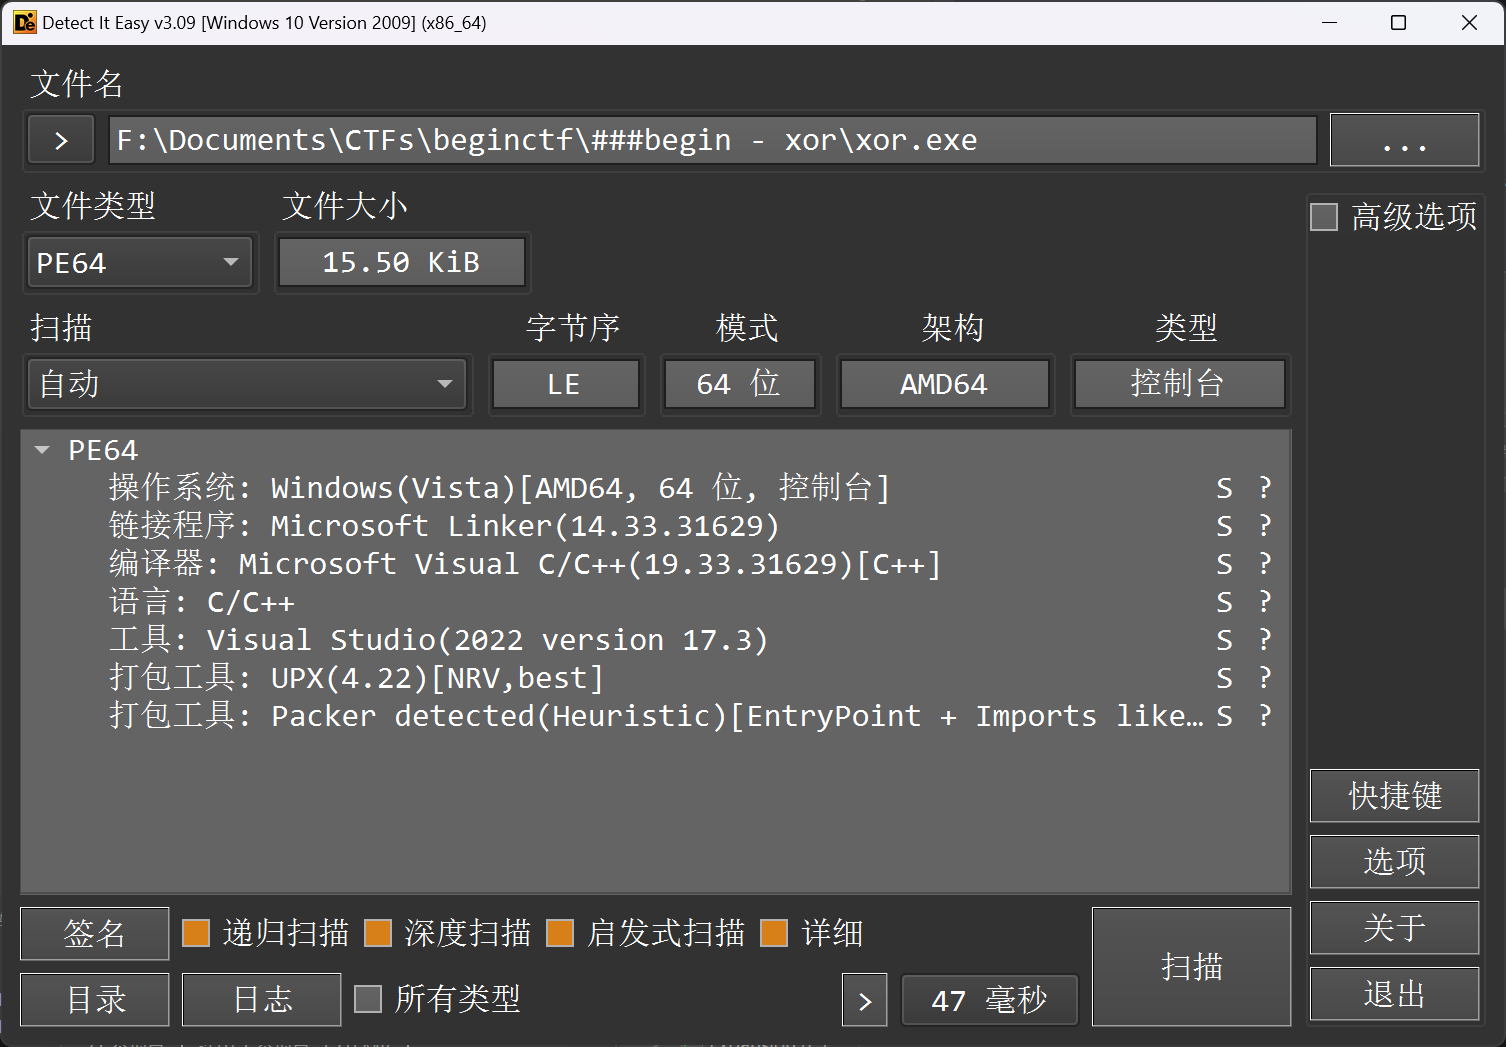 Detect It Easy v3.09 [Windows 10 Version 2009] (x86_64)
文件名
> F:\Documents\CTFs\beginctf\###begin - xor\xor.exe ...
文件类型 文件大小
高级选项
PE64 15.50 KiB
扫描 字节序 模式 架构 类型
自动 LE 64 位 AMD64 控制台
PE64
操作系统: Windows(Vista)[AMD64, 64 位, 控制台] S ?
链接程序: Microsoft Linker(14.33.31629) S ?
编译器: Microsoft Visual C/C++(19.33.31629)[C++] S ?
语言: C/C++ S ?
工具: Visual Studio(2022 version 17.3) S ?
打包工具: UPX(4.22)[NRV,best] S ?
打包工具: Packer detected(Heuristic)[EntryPoint + Imports like… S ?
快捷键
选项
关于
退出
签名 递归扫描 深度扫描 启发式扫描 详细
扫描
目录 日志 所有类型 > 47 毫秒